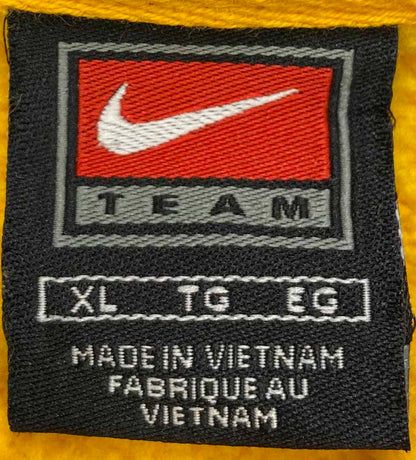 TEAM
XL TG EG
MADE IN VIETNAM
FABRIQUE AU
VIETNAM